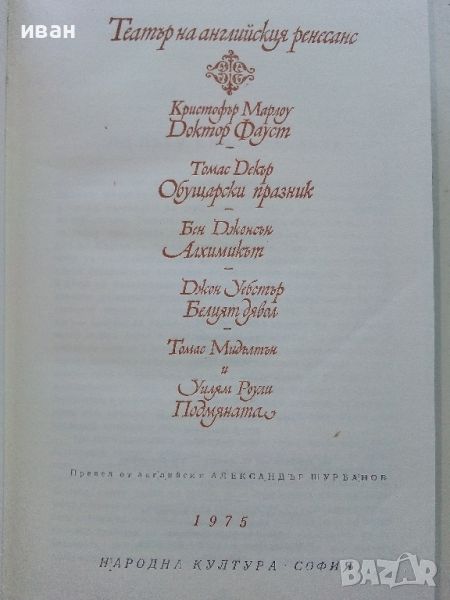 иван
Театър на английския ренесанс
Кристофър Марлоу
Доктор Фауст
Томас Декър
Обущарски празник
Бен Джонсън
Алхимикът
Джон Уебстър
Белият дявол
Томас Мидълтън
и
Уилям Роули
Подмяната
Превел от английски АЛЕКСАНДЪР ШУРБАНОВ
1975
НАРОДНА КУЛТУРА · СОФИЯ
BAZAR